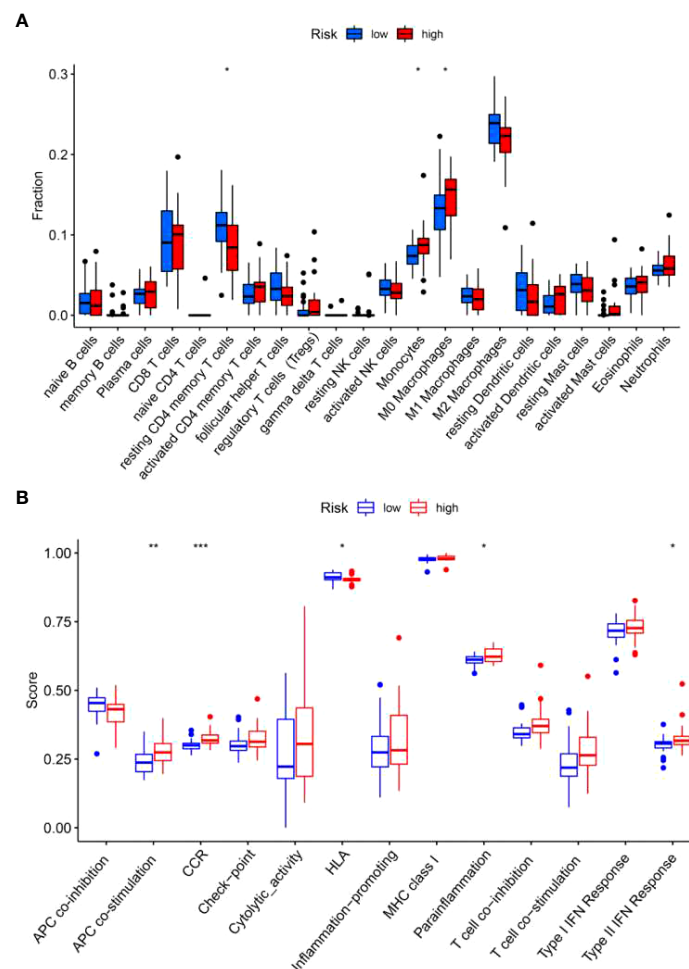 A
Risk low high
* * *
0.3
0.2
0.1
0.0
Fraction
naive B cells
memory B cells
Plasma cells
CD8 T cells
naive CD4 T cells
resting CD4 memory T cells
activated CD4 memory T cells
follicular helper T cells
regulatory T cells (Tregs)
gamma delta T cells
resting NK cells
activated NK cells
Monocytes
M0 Macrophages
M1 Macrophages
M2 Macrophages
resting Dendritic cells
activated Dendritic cells
resting Mast cells
activated Mast cells
Eosinophils
Neutrophils
B
Risk low high
** *** * * *
1.00
0.75
0.50
0.25
0.00
Score
APC co-inhibition
APC co-stimulation
CCR
Check-point
Cytolytic_activity
HLA
Inflammation-promoting
MHC class I
Parainflammation
T cell co-inhibition
T cell co-stimulation
Type I IFN Response
Type II IFN Response